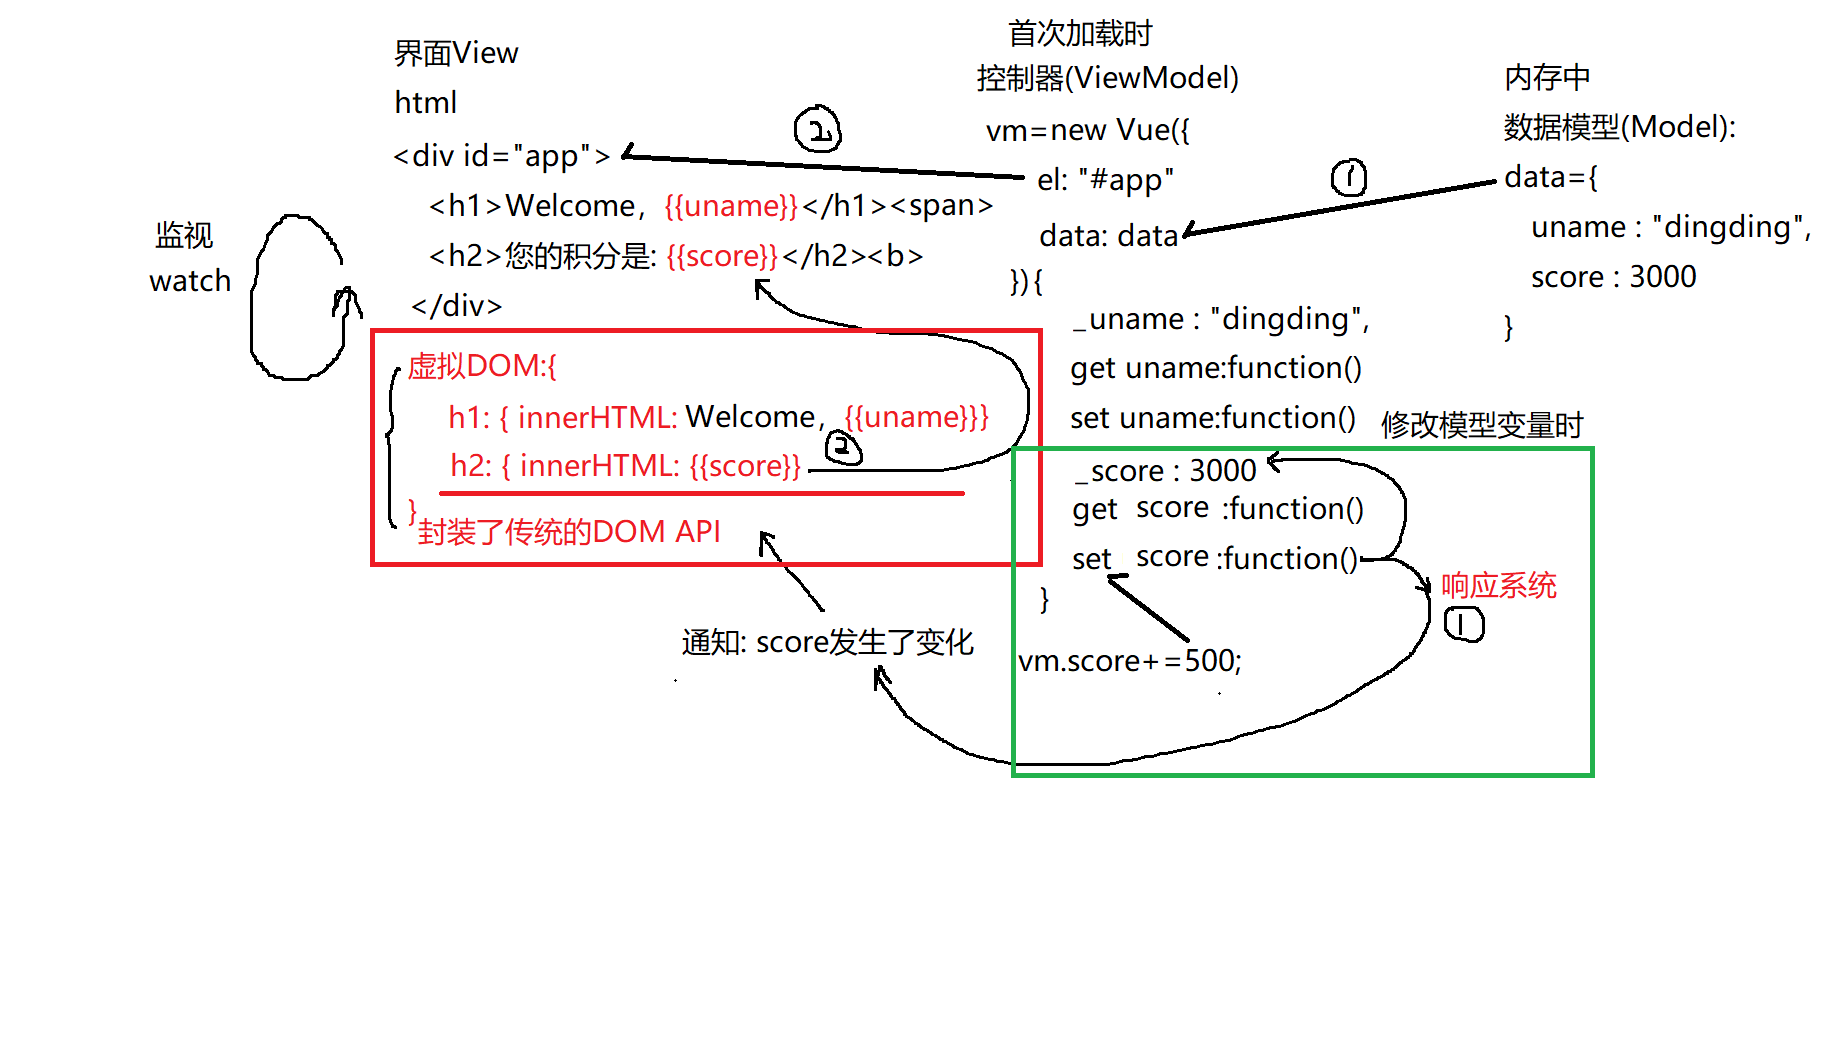 界面View
html
<div id="app">
<h1>Welcome，{{uname}}</h1><span>
<h2>您的积分是: {{score}}</h2><b>
</div>
监视
watch
虚拟DOM:{
h1: { innerHTML: Welcome，{{uname}}}
h2: { innerHTML: {{score}}
}
封装了传统的DOM API
通知: score发生了变化
首次加载时
控制器(ViewModel)
vm=new Vue({
el: "#app"
data: data
}){
_uname : "dingding",
get uname:function()
set uname:function()
修改模型变量时
_score : 3000
get score :function()
set score :function()
}
vm.score+=500;
响应系统
①
内存中
数据模型(Model):
data={
uname : "dingding",
score : 3000
}
②
①
②